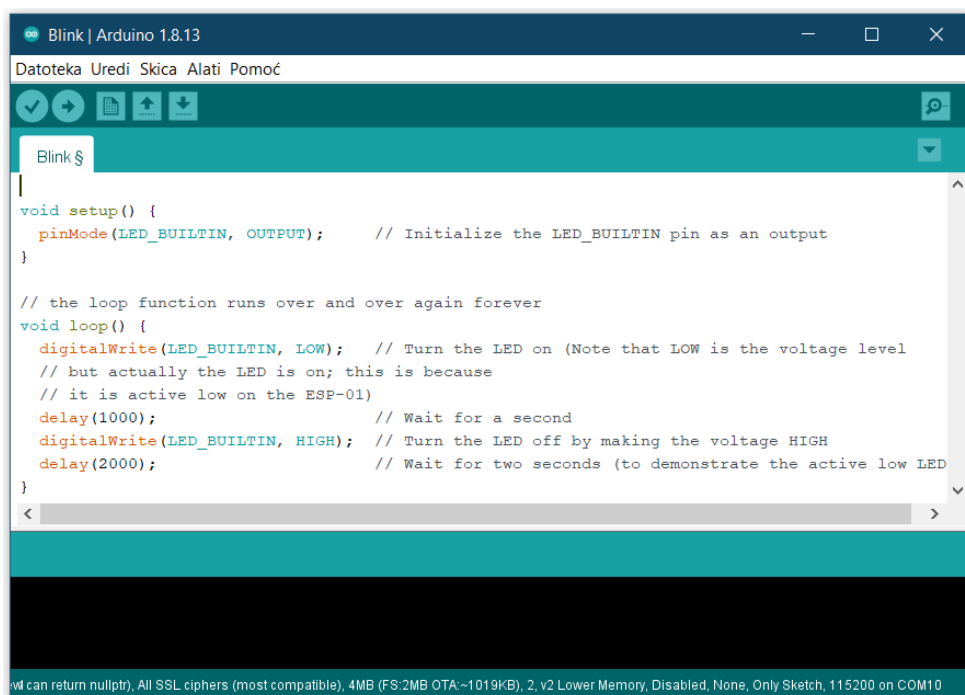 Blink | Arduino 1.8.13
Datoteka Uredi Skica Alati Pomoć
Blink §
void setup() {
  pinMode(LED_BUILTIN, OUTPUT);     // Initialize the LED_BUILTIN pin as an output
}
// the loop function runs over and over again forever
void loop() {
  digitalWrite(LED_BUILTIN, LOW);   // Turn the LED on (Note that LOW is the voltage level
  // but actually the LED is on; this is because
  // it is active low on the ESP-01)
  delay(1000);                      // Wait for a second
  digitalWrite(LED_BUILTIN, HIGH);  // Turn the LED off by making the voltage HIGH
  delay(2000);                      // Wait for two seconds (to demonstrate the active low LED
}
can return nullptr), All SSL ciphers (most compatible), 4MB (FS:2MB OTA:~1019KB), 2, v2 Lower Memory, Disabled, None, Only Sketch, 115200 on COM10